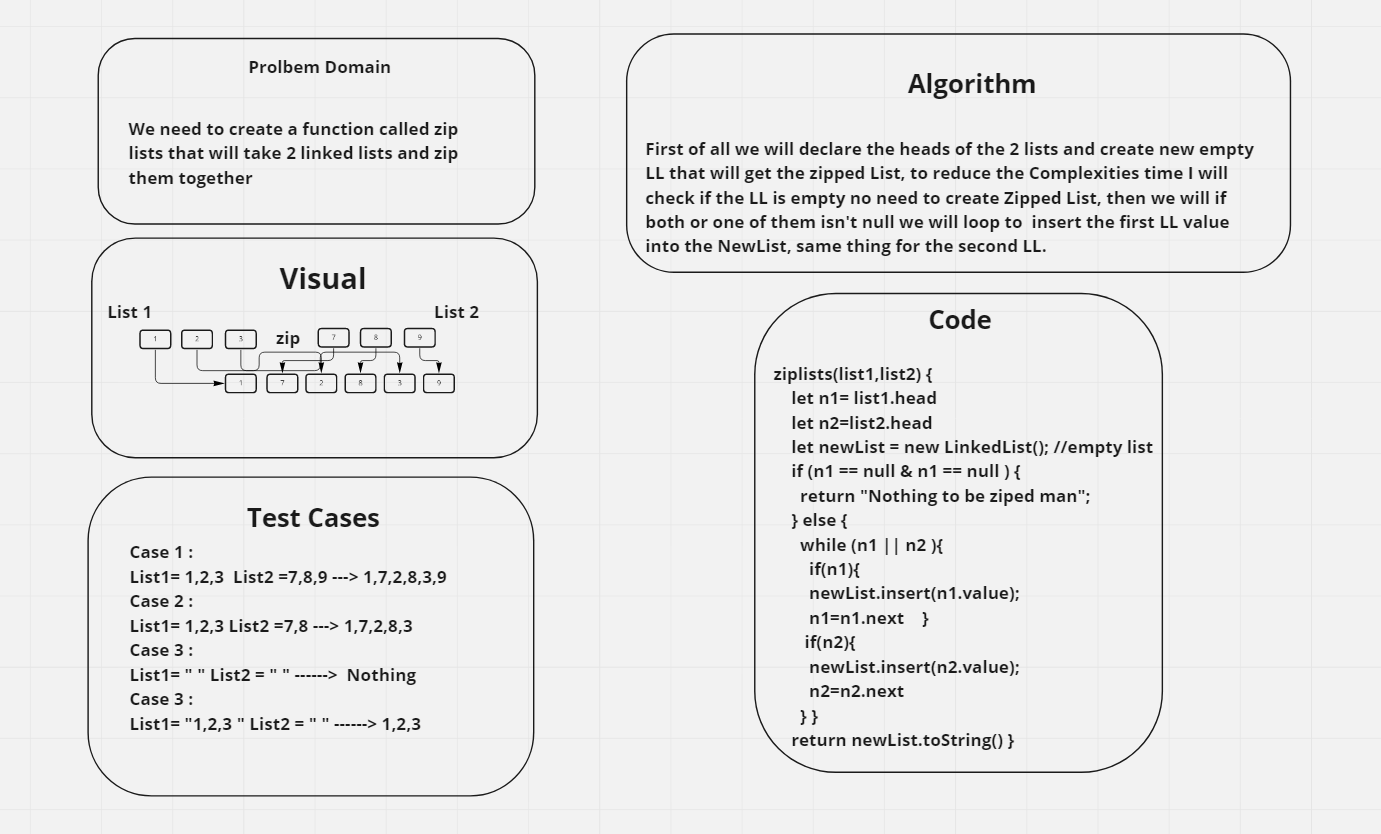 Prolbem Domain
We need to create a function called zip
lists that will take 2 linked lists and zip
them together
Visual
List 1
List 2
1 2 3 zip 7 8 9
1 7 2 8 3 9
Test Cases
Case 1 :
List1= 1,2,3  List2 =7,8,9 ---> 1,7,2,8,3,9
Case 2 :
List1= 1,2,3 List2 =7,8 ---> 1,7,2,8,3
Case 3 :
List1= " " List2 = " " ------>  Nothing
Case 3 :
List1= "1,2,3 " List2 = " " ------> 1,2,3
Algorithm
First of all we will declare the heads of the 2 lists and create new empty
LL that will get the zipped List, to reduce the Complexities time I will
check if the LL is empty no need to create Zipped List, then we will if
both or one of them isn't null we will loop to  insert the first LL value
into the NewList, same thing for the second LL.
Code
ziplists(list1,list2) {
let n1= list1.head
let n2=list2.head
let newList = new LinkedList(); //empty list
if (n1 == null & n1 == null ) {
return "Nothing to be ziped man";
} else {
while (n1 || n2 ){
if(n1){
newList.insert(n1.value);
n1=n1.next    }
if(n2){
newList.insert(n2.value);
n2=n2.next
} }
return newList.toString() }